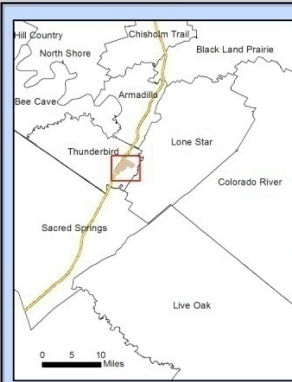 Chisholm Trail
Hill Country
Black Land Prairie
North Shore
Bee Cave
Armadillo
Lone Star
Thunderbird
Colorado River
Sacred Springs
Live Oak
0 5 10
Miles